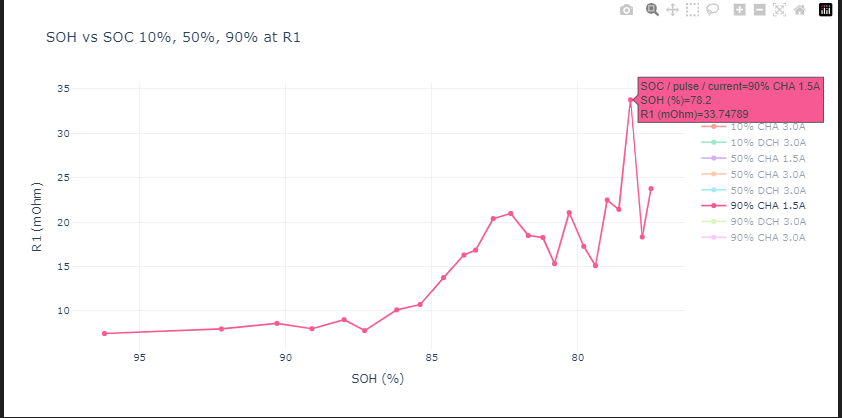 SOH vs SOC 10%, 50%, 90% at R1
SOC / pulse / current=90% CHA 1.5A
SOH (%)=78.2
R1 (mOhm)=33.74789
10% CHA 3.0A
10% DCH 3.0A
50% CHA 1.5A
50% CHA 3.0A
50% DCH 3.0A
90% CHA 1.5A
90% DCH 3.0A
90% CHA 3.0A
35
30
25
20
15
10
R1 (mOhm)
95
90
85
80
SOH (%)